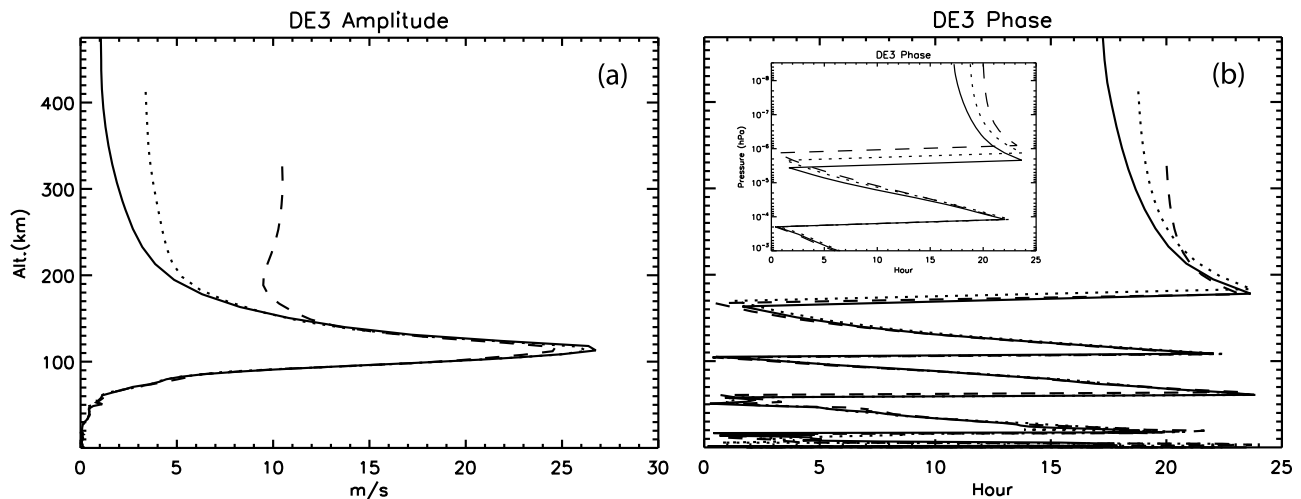 DE3 Amplitude
(a)
400
300
200
100
Alt.(km)
0
5
10
15
20
25
30
m/s
DE3 Phase
(b)
DE3 Phase
10⁻⁸
10⁻⁷
10⁻⁶
10⁻⁵
10⁻⁴
10⁻³
Pressure (hPa)
0
5
10
15
20
25
Hour
0
5
10
15
20
25
Hour